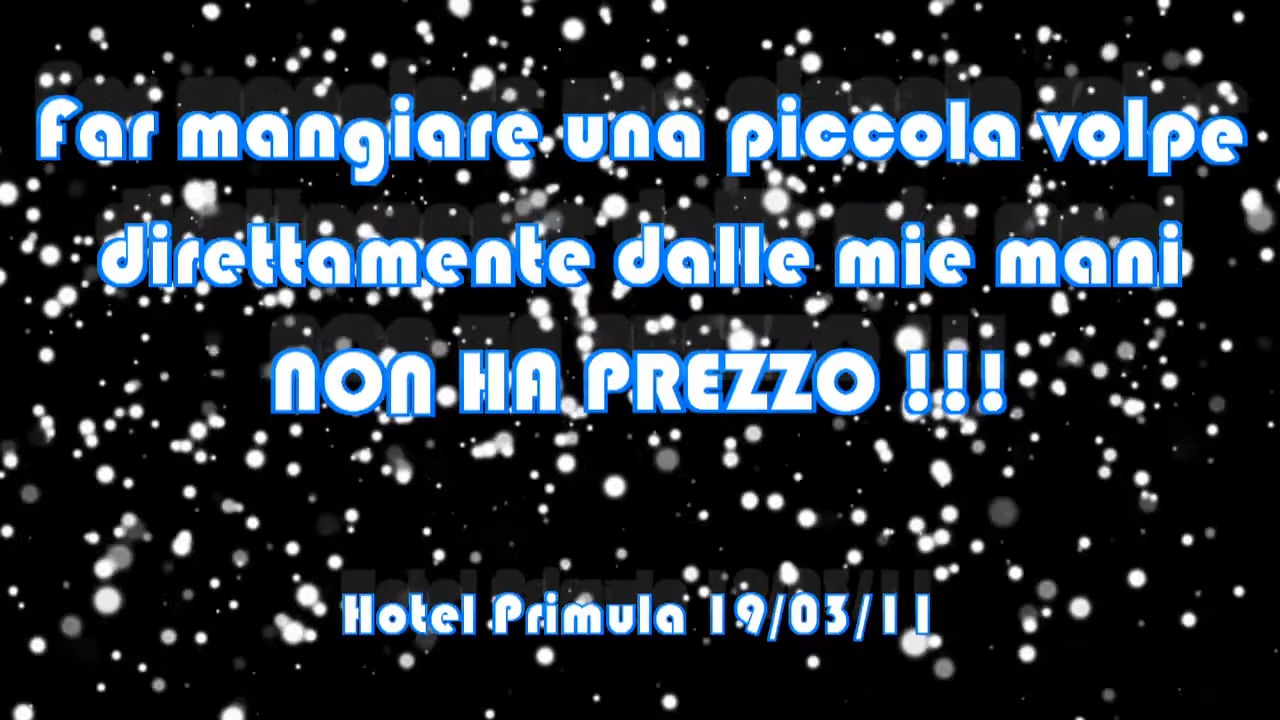 Far mangiare una piccola volpe
direttamente dalle mie mani
NON HA PREZZO !!!
Hotel Primula 19/03/11